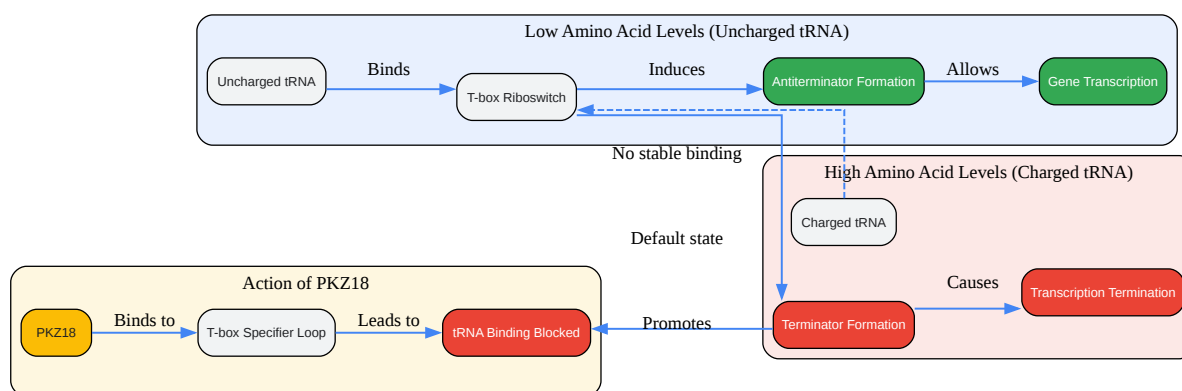 Low Amino Acid Levels (Uncharged tRNA)
Uncharged tRNA
Binds
T-box Riboswitch
Induces
Antiterminator Formation
Allows
Gene Transcription
No stable binding
High Amino Acid Levels (Charged tRNA)
Charged tRNA
Default state
Terminator Formation
Causes
Transcription Termination
Action of PKZ18
PKZ18
Binds to
T-box Specifier Loop
Leads to
tRNA Binding Blocked
Promotes